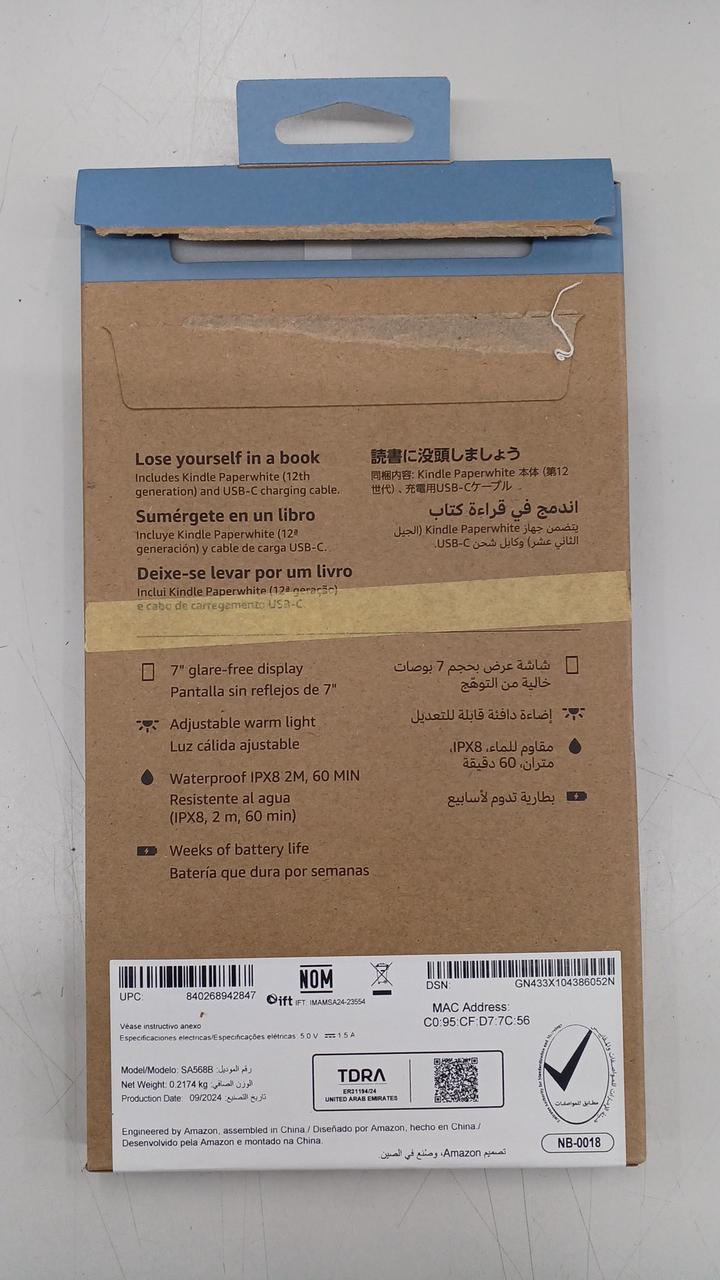 Lose yourself in a book
Includes Kindle Paperwhite (12th
generation) and USB-C charging cable.
Sumérgete en un libro
Incluye Kindle Paperwhite (12ª
generación) y cable de carga USB-C.
Deixe-se levar por um livro
Inclui Kindle Paperwhite (12ª geração)
e cabo de carregamento USB-C.
読書に没頭しましょう
同梱内容: Kindle Paperwhite 本体 (第12
世代) 、充電用USB-Cケーブル
اندمج في قراءة كتاب
يتضمن جهاز Kindle Paperwhite (الجيل
الثاني عشر) وكابل شحن USB-C.
7" glare-free display
Pantalla sin reflejos de 7"
Adjustable warm light
Luz cálida ajustable
Waterproof IPX8 2M, 60 MIN
Resistente al agua
(IPX8, 2 m, 60 min)
Weeks of battery life
Batería que dura por semanas
شاشة عرض بحجم 7 بوصات
خالية من التوهّج
إضاءة دافئة قابلة للتعديل
مقاوم للماء، IPX8،
متران، 60 دقيقة
بطارية تدوم لأسابيع
UPC: 840268942847
NOM
ift IFT: IMAMSA24-23554
DSN: GN433X104386052N
MAC Address:
C0:95:CF:D7:7C:56
Véase instructivo anexo
Especificaciones electricas/Especificações elétricas 5.0 V ⎓ 1.5 A
Model/Modelo: SA568B رقم الموديل:
Net Weight: 0.2174 kg الوزن الصافي:
Production Date: 09/2024 تاريخ التصنيع:
TDRA
ER21194/24
UNITED ARAB EMIRATES
مطابق للمواصفات
NB-0018
Engineered by Amazon, assembled in China./ Diseñado por Amazon, hecho en China./
Desenvolvido pela Amazon e montado na China.
تصميم Amazon، وصُنع في الصين.